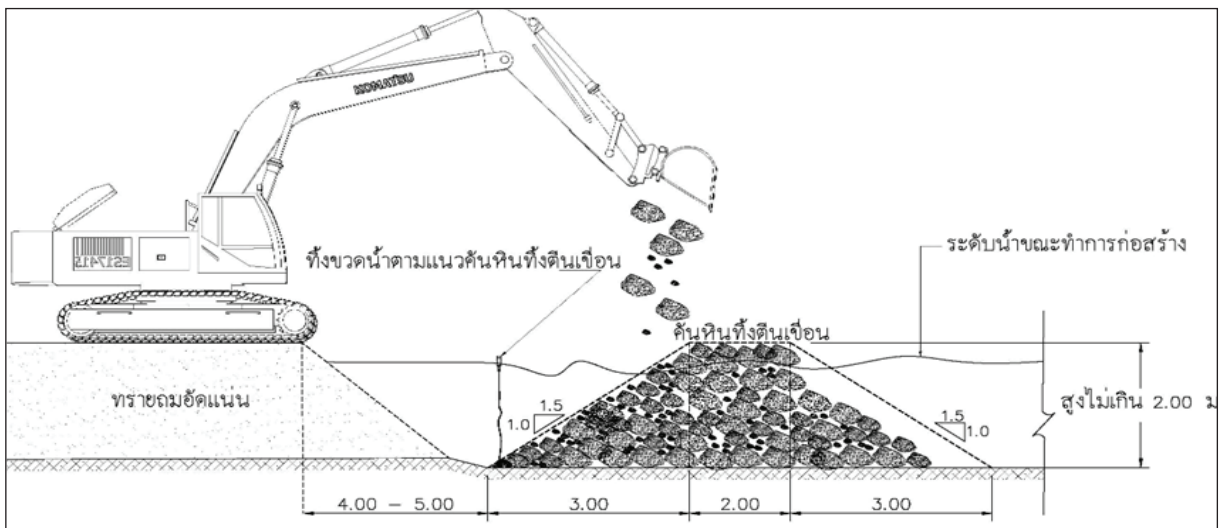 KOMATSU
ES17415
ทิ้งขวดน้ำตามแนวคันหินทิ้งตีนเขื่อน
ระดับน้ำขณะทำการก่อสร้าง
คันหินทิ้งตีนเขื่อน
ทรายถมอัดแน่น
1.5
1.0
1.5
1.0
สูงไม่เกิน 2.00 ม
4.00 - 5.00
3.00
2.00
3.00